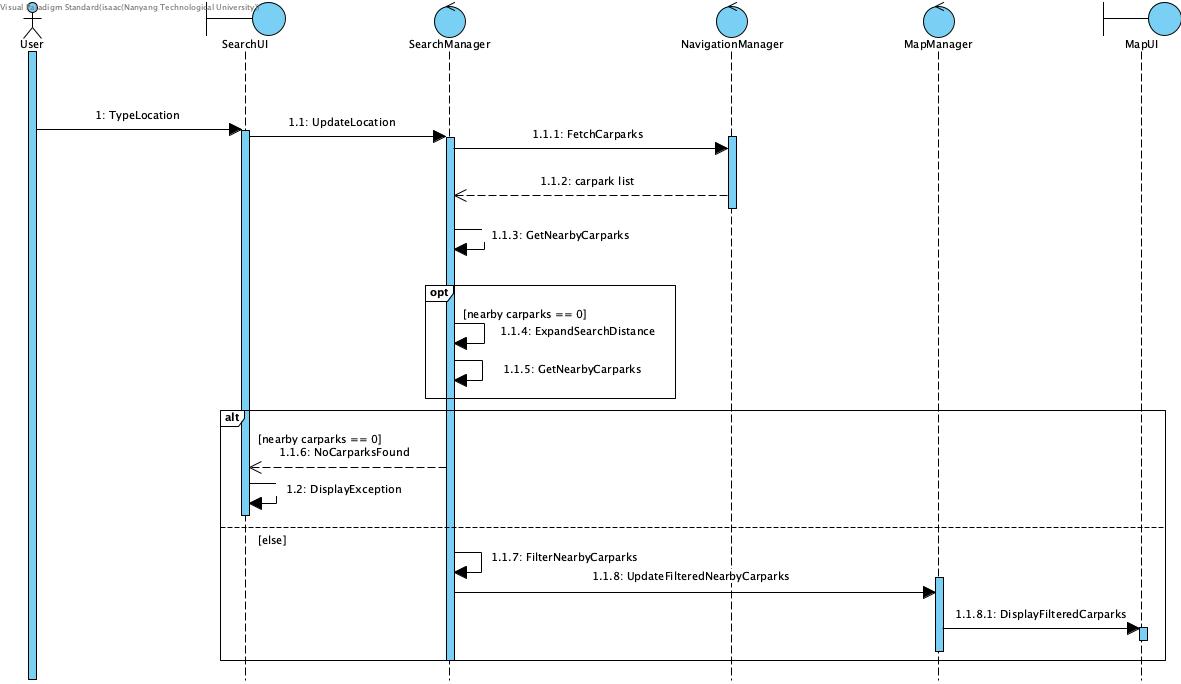 Visual Paradigm Standard(isaac(Nanyang Technological University))
User
SearchUI
SearchManager
NavigationManager
MapManager
MapUI
1: TypeLocation
1.1: UpdateLocation
1.1.1: FetchCarparks
1.1.2: carpark list
1.1.3: GetNearbyCarparks
opt
[nearby carparks == 0]
1.1.4: ExpandSearchDistance
1.1.5: GetNearbyCarparks
alt
[nearby carparks == 0]
1.1.6: NoCarparksFound
1.2: DisplayException
[else]
1.1.7: FilterNearbyCarparks
1.1.8: UpdateFilteredNearbyCarparks
1.1.8.1: DisplayFilteredCarparks